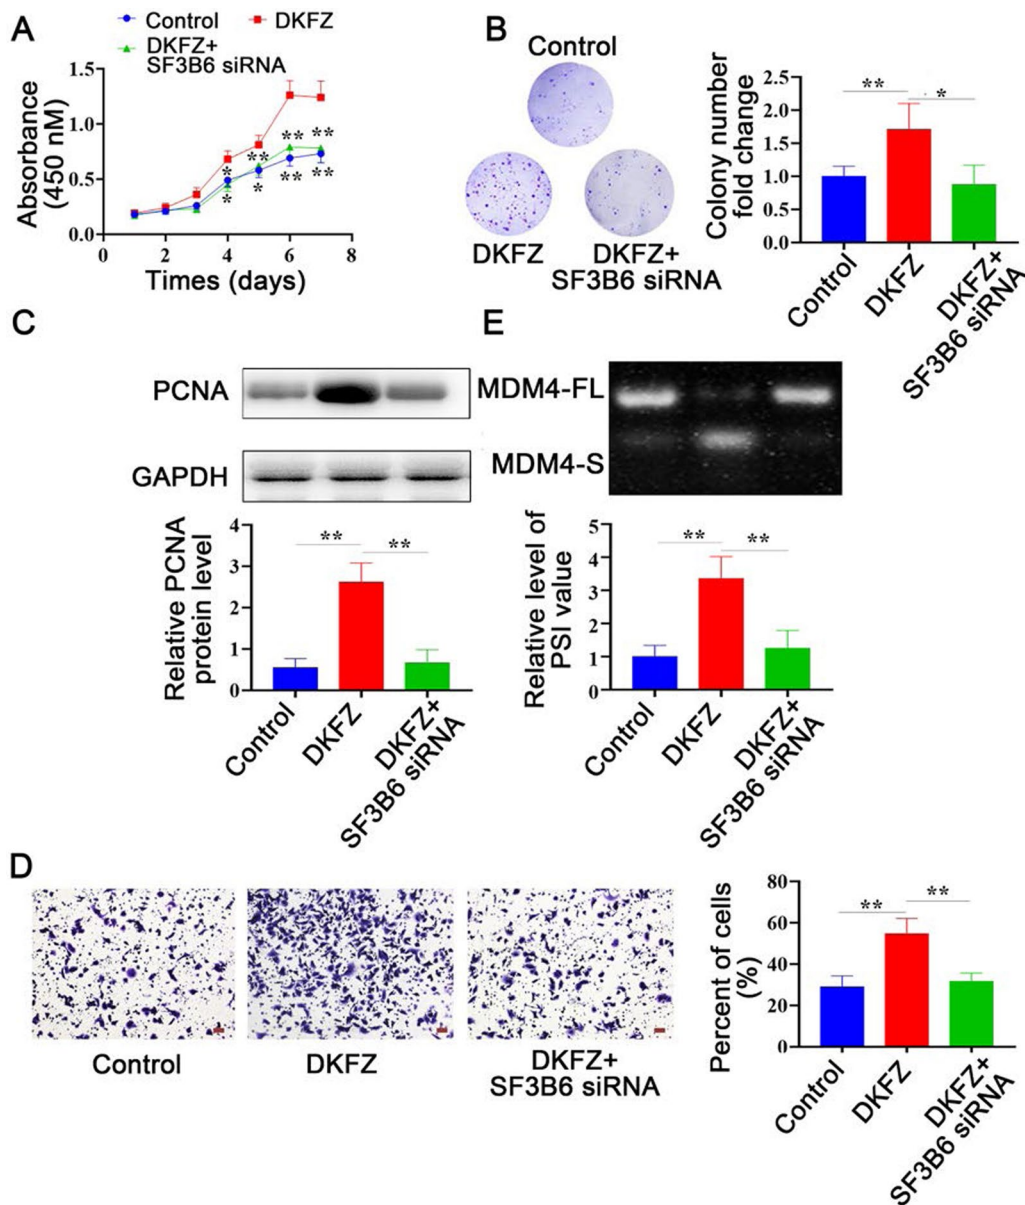 A
Control
DKFZ
DKFZ+
SF3B6 siRNA
Absorbance
(450 nM)
1.5
1.0
0.5
0.0
*
*
**
*
**
**
**
**
0
2
4
6
8
Times (days)
B
Control
DKFZ
DKFZ+
SF3B6 siRNA
Colony number
fold change
2.5
2.0
1.5
1.0
0.5
0.0
**
*
Control
DKFZ
DKFZ+
SF3B6 siRNA
C
PCNA
GAPDH
Relative PCNA
protein level
4
3
2
1
0
**
**
Control
DKFZ
DKFZ+
SF3B6 siRNA
E
MDM4-FL
MDM4-S
Relative level of
PSI value
5
4
3
2
1
0
**
**
Control
DKFZ
DKFZ+
SF3B6 siRNA
D
Control
DKFZ
DKFZ+
SF3B6 siRNA
Percent of cells
(%)
80
60
40
20
0
**
**
Control
DKFZ
DKFZ+
SF3B6 siRNA